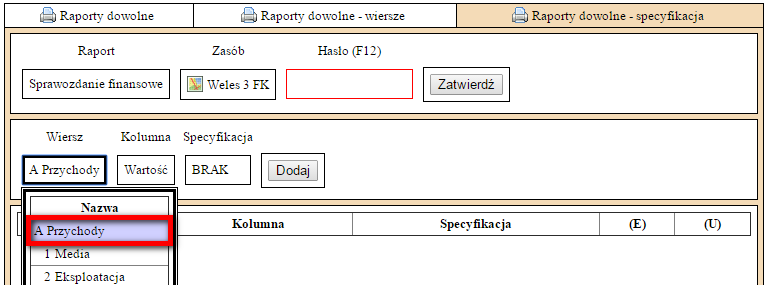 Raporty dowolne Raporty dowolne - wiersze Raporty dowolne - specyfikacja
Raport Zasób Hasło (F12)
Sprawozdanie finansowe Weles 3 FK Zatwierdź
Wiersz Kolumna Specyfikacja
A Przychody Wartość BRAK Dodaj
Nazwa
Kolumna Specyfikacja (E) (U)
A Przychody
1 Media
2 Eksploatacja